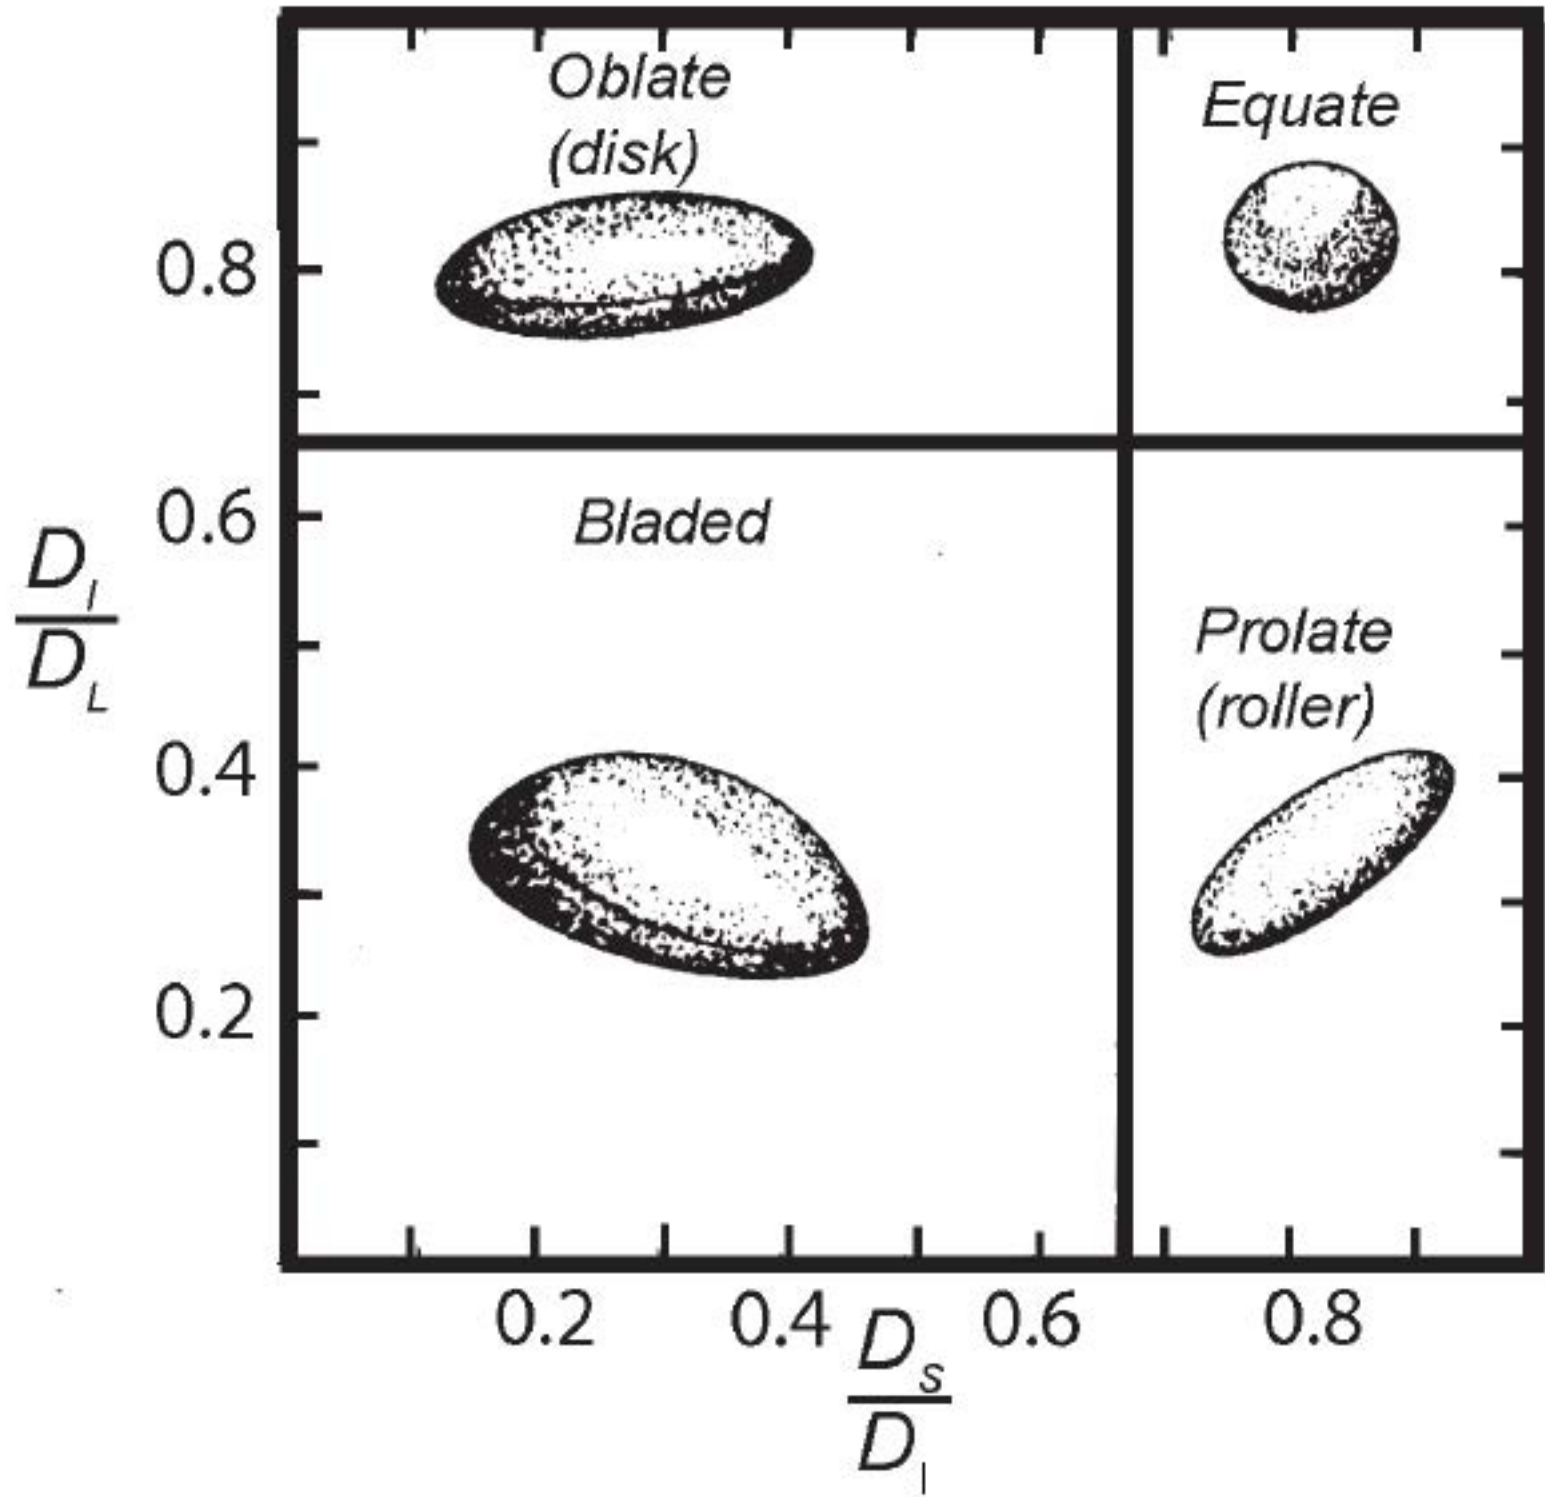 Oblate
(disk)
Equate
0.8
0.6
Bladed
D_I
D_L
Prolate
(roller)
0.4
0.2
0.2
0.4
0.6
0.8
D_S
D_I